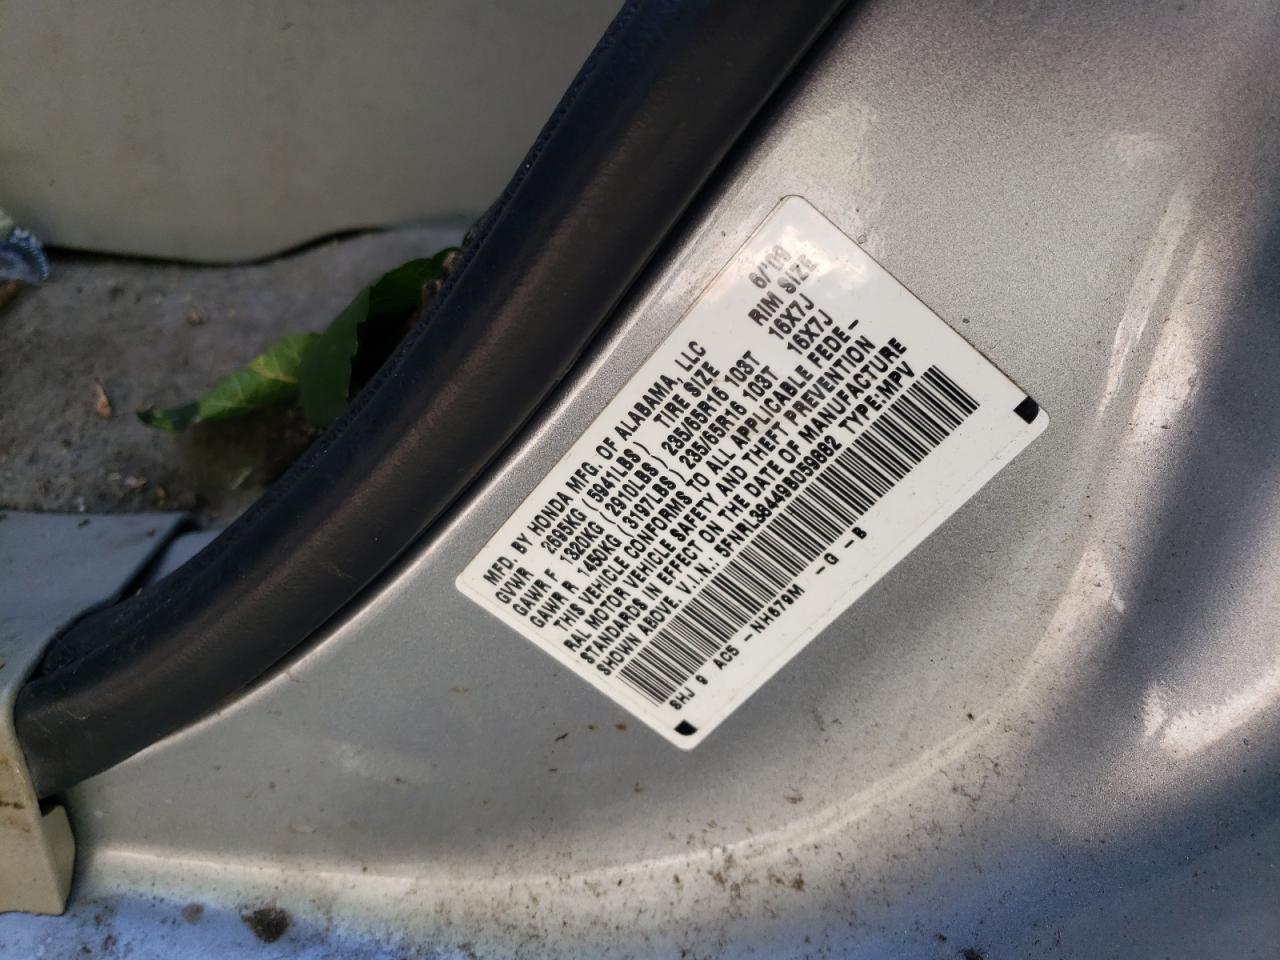 MFD. BY HONDA MFG. OF ALABAMA, LLC 6/'09
GVWR 2695KG (5941LBS) TIRE SIZE RIM SIZE
GAWR F 1320KG (2910LBS) 235/65R16 103T 16X7J
GAWR R 1450KG (3197LBS) 235/65R16 103T 16X7J
THIS VEHICLE CONFORMS TO ALL APPLICABLE FEDE-
RAL MOTOR VEHICLE SAFETY AND THEFT PREVENTION
STANDARDS IN EFFECT ON THE DATE OF MANUFACTURE
SHOWN ABOVE. V.I.N. 5FNRL38449B059882 TYPE:MPV
SHJ 9 AC5 -NH679M -G -B